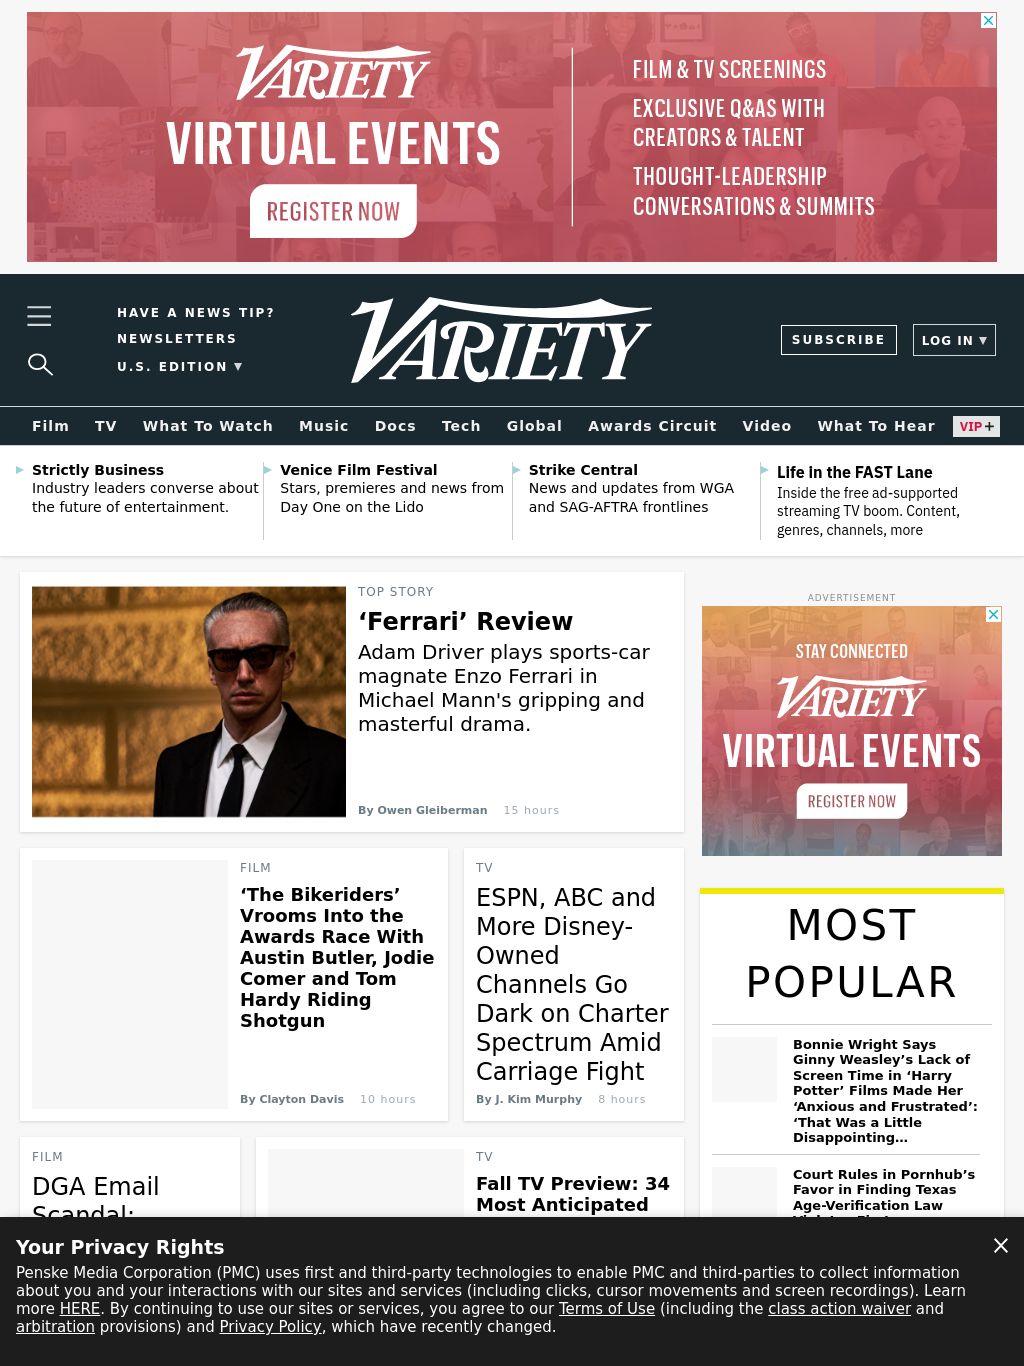 VARIETY
VIRTUAL EVENTS
REGISTER NOW
FILM & TV SCREENINGS
EXCLUSIVE Q&AS WITH
CREATORS & TALENT
THOUGHT-LEADERSHIP
CONVERSATIONS & SUMMITS
HAVE A NEWS TIP?
NEWSLETTERS
U.S. EDITION ▼
VARIETY
SUBSCRIBE
LOG IN ▼
Film TV What To Watch Music Docs Tech Global Awards Circuit Video What To Hear VIP+
Strictly Business
Industry leaders converse about
the future of entertainment.
Venice Film Festival
Stars, premieres and news from
Day One on the Lido
Strike Central
News and updates from WGA
and SAG-AFTRA frontlines
Life in the FAST Lane
Inside the free ad-supported
streaming TV boom. Content,
genres, channels, more
TOP STORY
‘Ferrari’ Review
Adam Driver plays sports-car
magnate Enzo Ferrari in
Michael Mann's gripping and
masterful drama.
By Owen Gleiberman 15 hours
ADVERTISEMENT
STAY CONNECTED
VARIETY
VIRTUAL EVENTS
REGISTER NOW
FILM
‘The Bikeriders’
Vrooms Into the
Awards Race With
Austin Butler, Jodie
Comer and Tom
Hardy Riding
Shotgun
By Clayton Davis 10 hours
TV
ESPN, ABC and
More Disney-
Owned
Channels Go
Dark on Charter
Spectrum Amid
Carriage Fight
By J. Kim Murphy 8 hours
MOST
POPULAR
Bonnie Wright Says
Ginny Weasley’s Lack of
Screen Time in ‘Harry
Potter’ Films Made Her
‘Anxious and Frustrated’:
‘That Was a Little
Disappointing…
Court Rules in Pornhub’s
Favor in Finding Texas
Age-Verification Law
FILM
DGA Email
Scandal:
TV
Fall TV Preview: 34
Most Anticipated
Your Privacy Rights
Penske Media Corporation (PMC) uses first and third-party technologies to enable PMC and third-parties to collect information
about you and your interactions with our sites and services (including clicks, cursor movements and screen recordings). Learn
more HERE. By continuing to use our sites or services, you agree to our Terms of Use (including the class action waiver and
arbitration provisions) and Privacy Policy, which have recently changed.